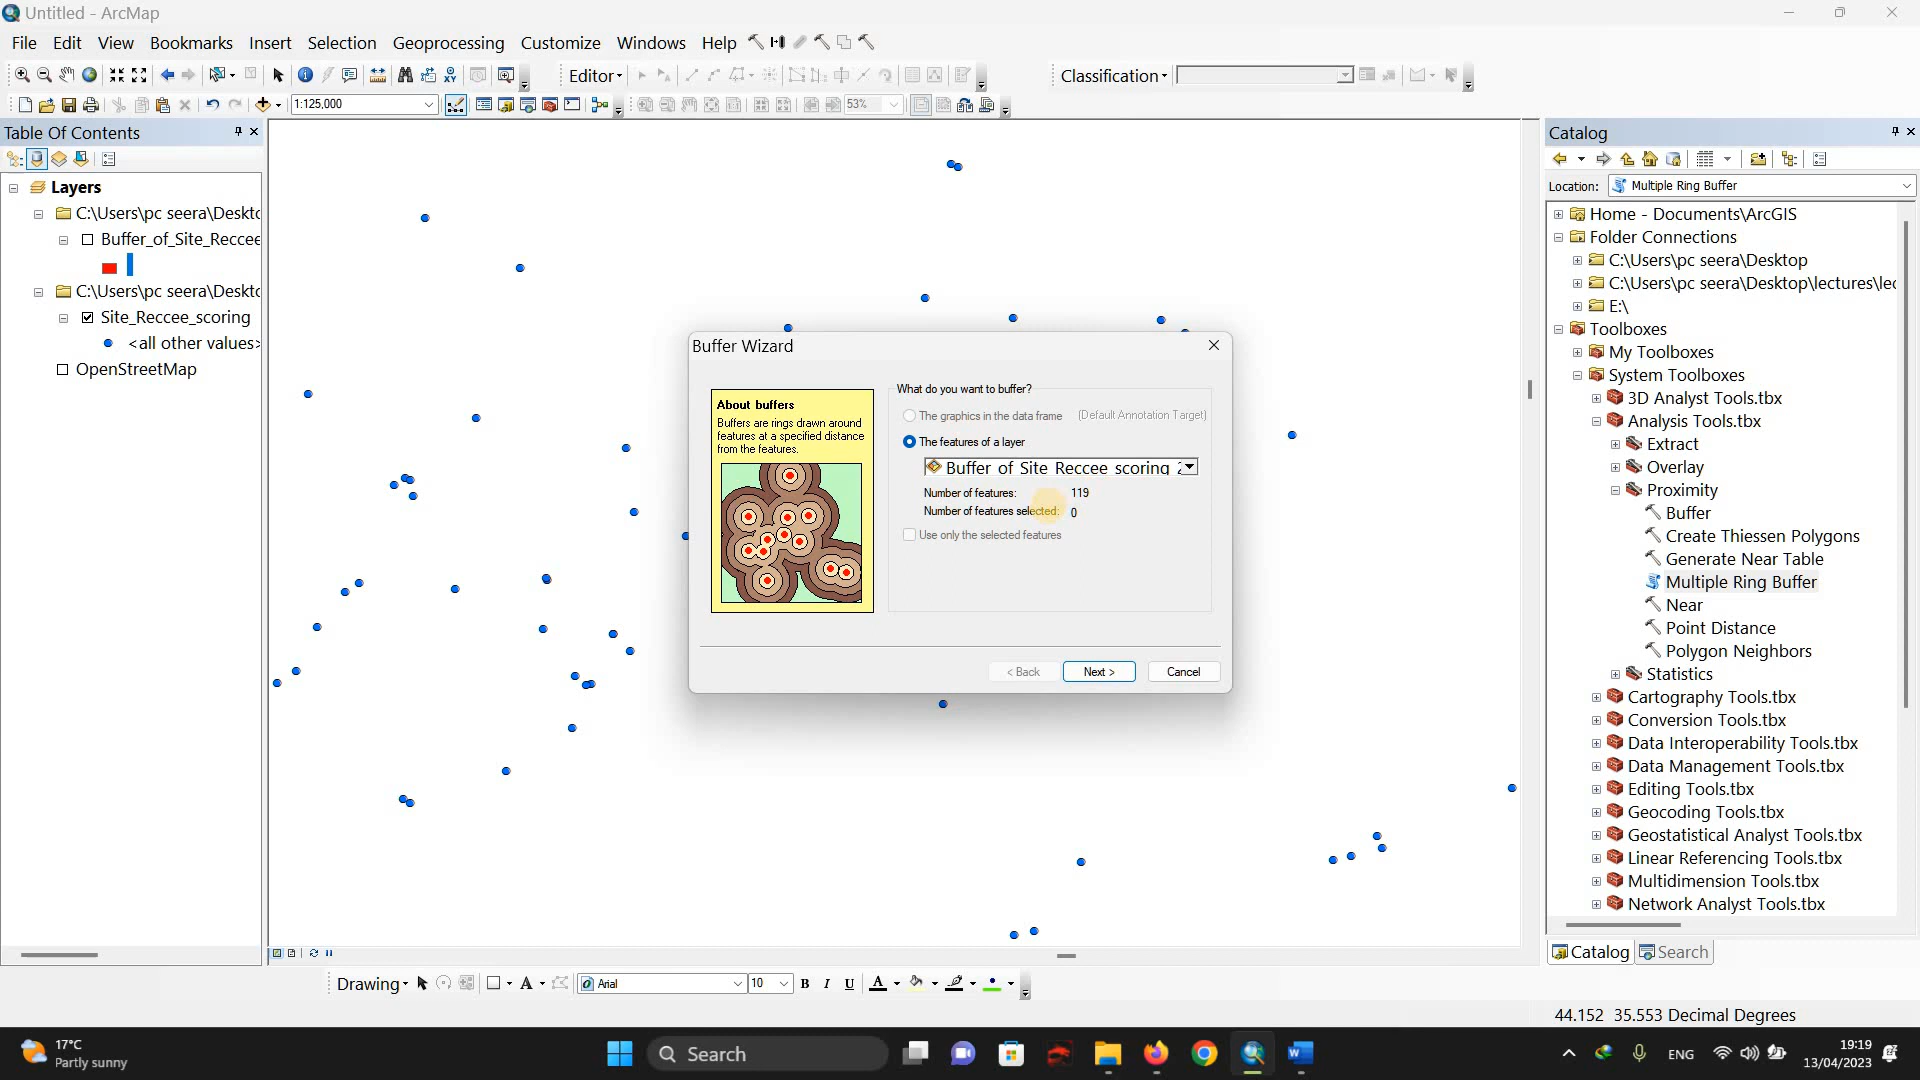 Untitled - ArcMap
File Edit View Bookmarks Insert Selection Geoprocessing Customize Windows Help
Editor
Classification
1:125,000
53%
Table Of Contents
Layers
C:\Users\pc seera\Deskto
Buffer_of_Site_Reccee
C:\Users\pc seera\Deskto
Site_Reccee_scoring
<all other values>
OpenStreetMap
Buffer Wizard
About buffers
Buffers are rings drawn around
features at a specified distance
from the features.
What do you want to buffer?
The graphics in the data frame (Default Annotation Target)
The features of a layer
Buffer of Site Reccee scoring
Number of features: 119
Number of features selected: 0
Use only the selected features
< Back Next > Cancel
Catalog
Location: Multiple Ring Buffer
Home - Documents\ArcGIS
Folder Connections
C:\Users\pc seera\Desktop
C:\Users\pc seera\Desktop\lectures\lec
E:\
Toolboxes
My Toolboxes
System Toolboxes
3D Analyst Tools.tbx
Analysis Tools.tbx
Extract
Overlay
Proximity
Buffer
Create Thiessen Polygons
Generate Near Table
Multiple Ring Buffer
Near
Point Distance
Polygon Neighbors
Statistics
Cartography Tools.tbx
Conversion Tools.tbx
Data Interoperability Tools.tbx
Data Management Tools.tbx
Editing Tools.tbx
Geocoding Tools.tbx
Geostatistical Analyst Tools.tbx
Linear Referencing Tools.tbx
Multidimension Tools.tbx
Network Analyst Tools.tbx
Catalog Search
Drawing Arial 10 B I U A
44.152 35.553 Decimal Degrees
17°C
Partly sunny
Search
ENG
19:19
13/04/2023